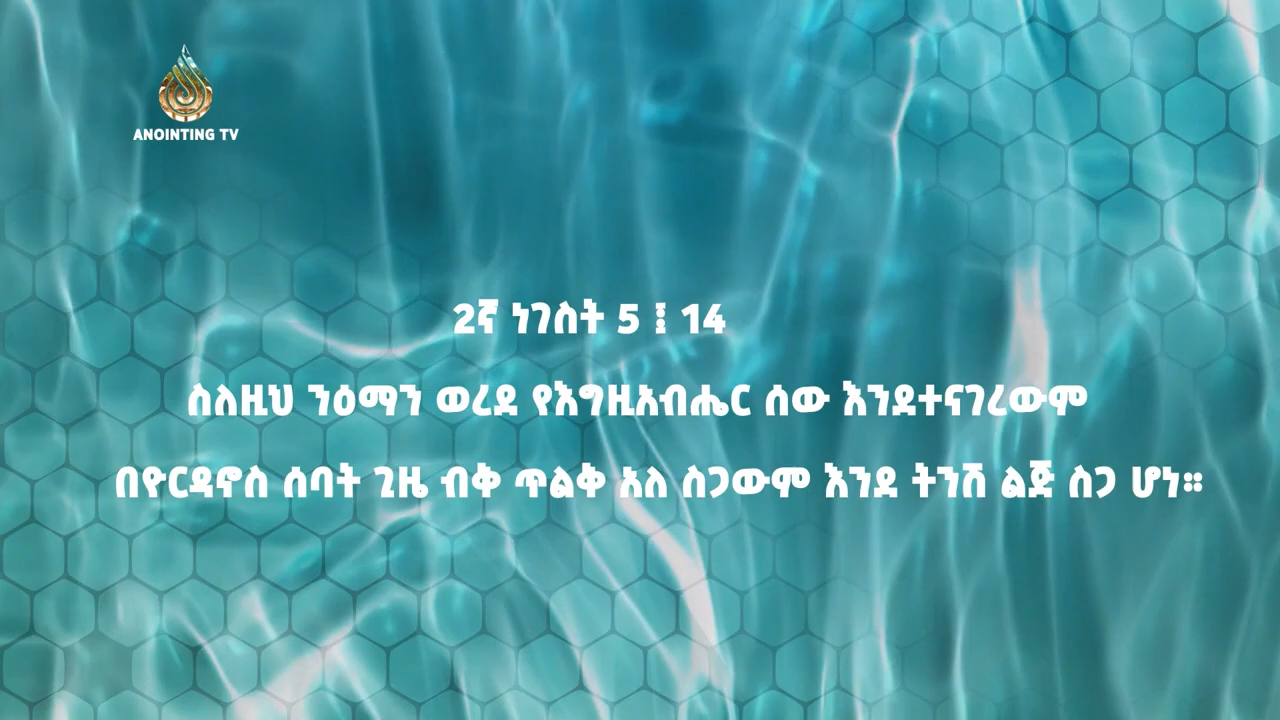 ANOINTING TV
2ኛ ነገስት 5 ፤ 14
ስለዚህ ንዕማን ወረደ የእግዚአብሔር ሰው እንደተናገረውም
በዮርዳኖስ ሰባት ጊዜ ብቅ ጥልቅ አለ ስጋውም እንደ ትንሽ ልጅ ስጋ ሆነ።